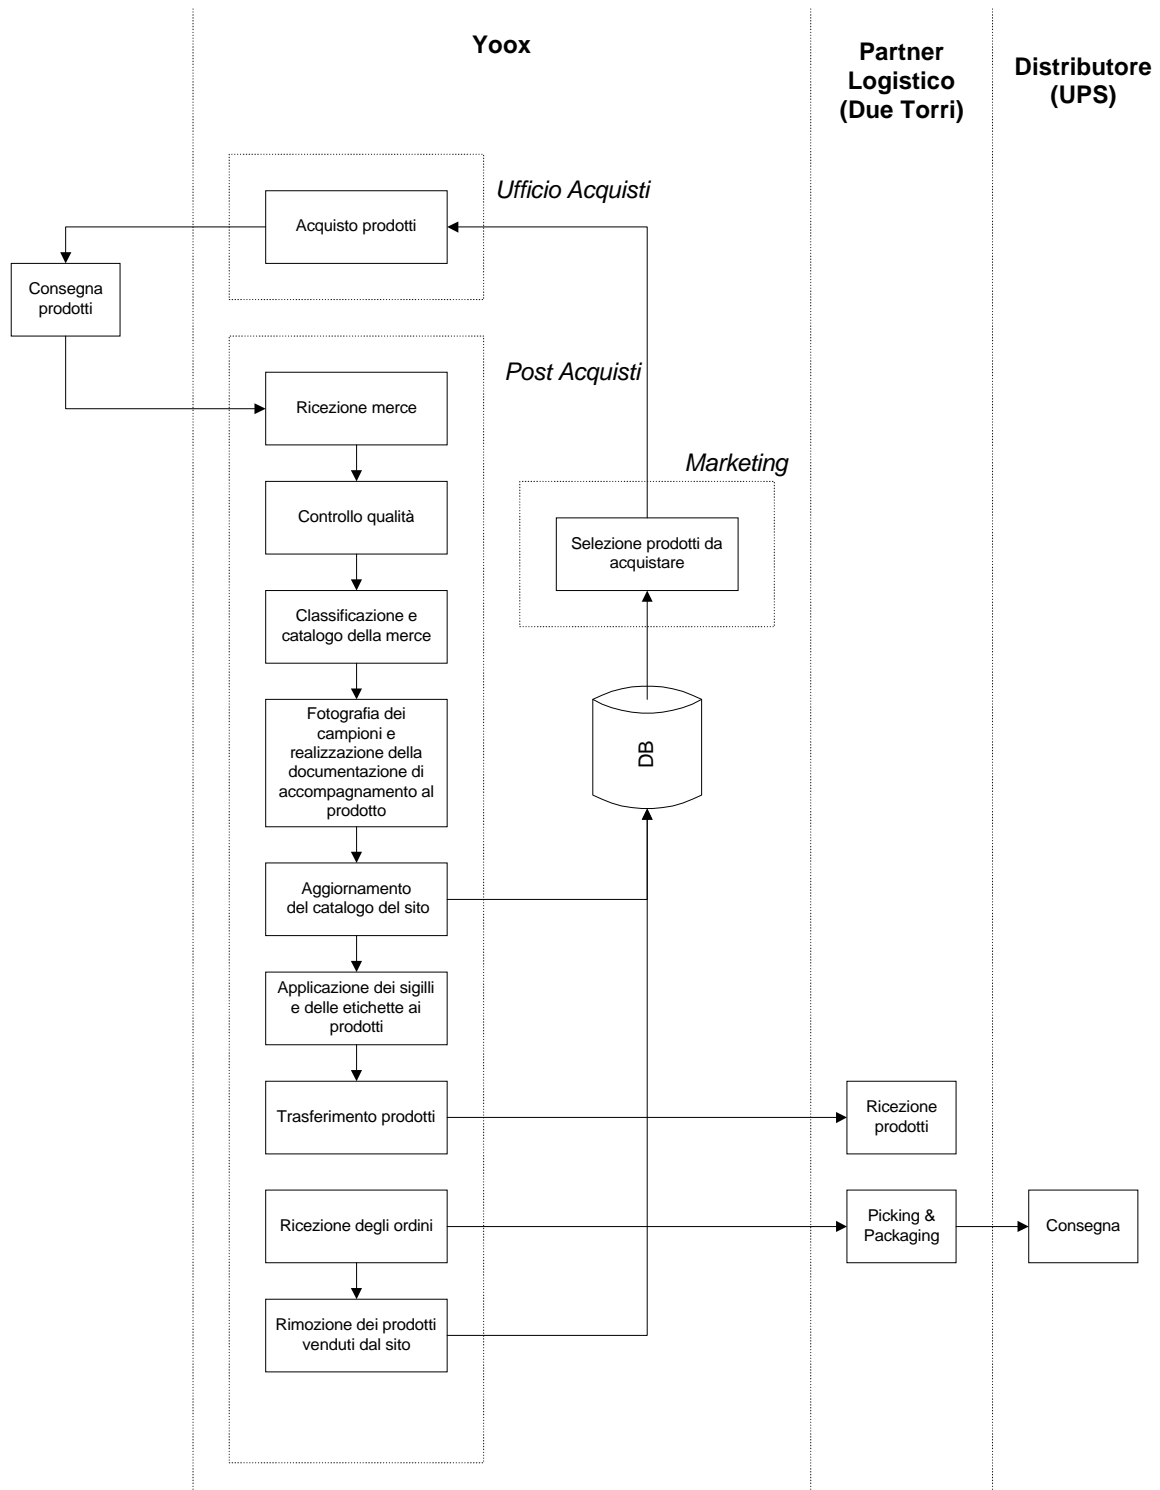 Yoox
Partner
Logistico
(Due Torri)
Distributore
(UPS)
Ufficio Acquisti
Acquisto prodotti
Consegna
prodotti
Post Acquisti
Ricezione merce
Marketing
Controllo qualità
Selezione prodotti da
acquistare
Classificazione e
catalogo della merce
Fotografia dei
campioni e
realizzazione della
documentazione di
accompagnamento al
prodotto
DB
Aggiornamento
del catalogo del sito
Applicazione dei sigilli
e delle etichette ai
prodotti
Trasferimento prodotti
Ricezione
prodotti
Ricezione degli ordini
Picking &
Packaging
Consegna
Rimozione dei prodotti
venduti dal sito